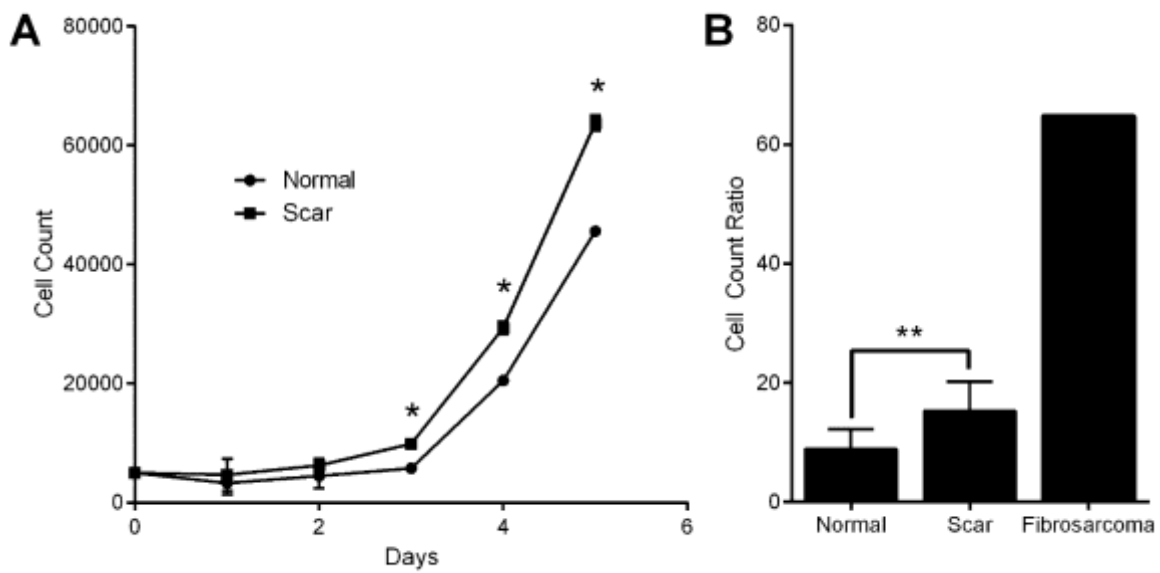 A
80000
60000
40000
20000
0
Cell Count
Normal
Scar
*
*
*
0
2
4
6
Days
B
80
60
40
20
0
Cell Count Ratio
**
Normal
Scar
Fibrosarcoma